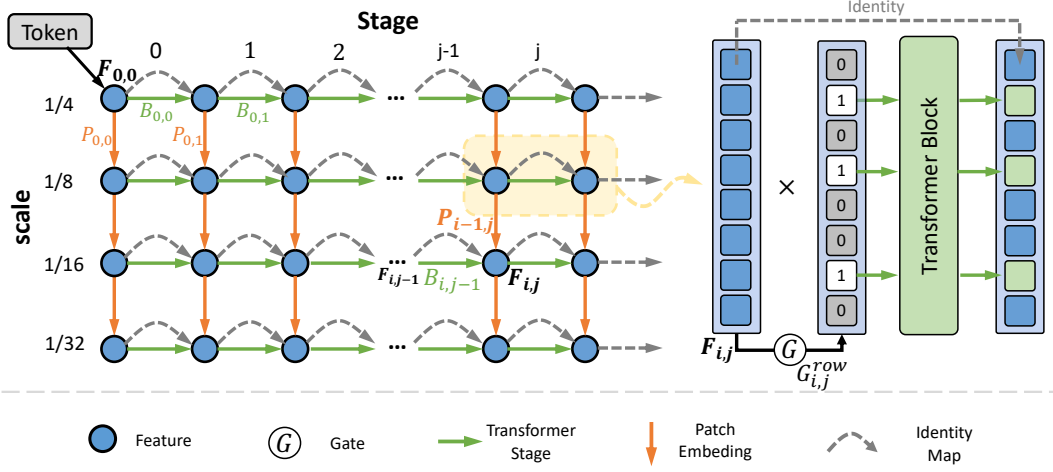 Stage
Token
0 1 2 j-1 j
F0,0
1/4
B0,0 B0,1 ...
P0,0 P0,1
1/8 ...
scale
Pi−1,j
1/16 ...
Fi,j−1 Bi,j−1 Fi,j
1/32 ...
Identity
0
1
0
1
0
0
1
0
×
Transformer Block
Fi,j G
G^row i,j
Feature
G Gate
Transformer
Stage
Patch
Embeding
Identity
Map